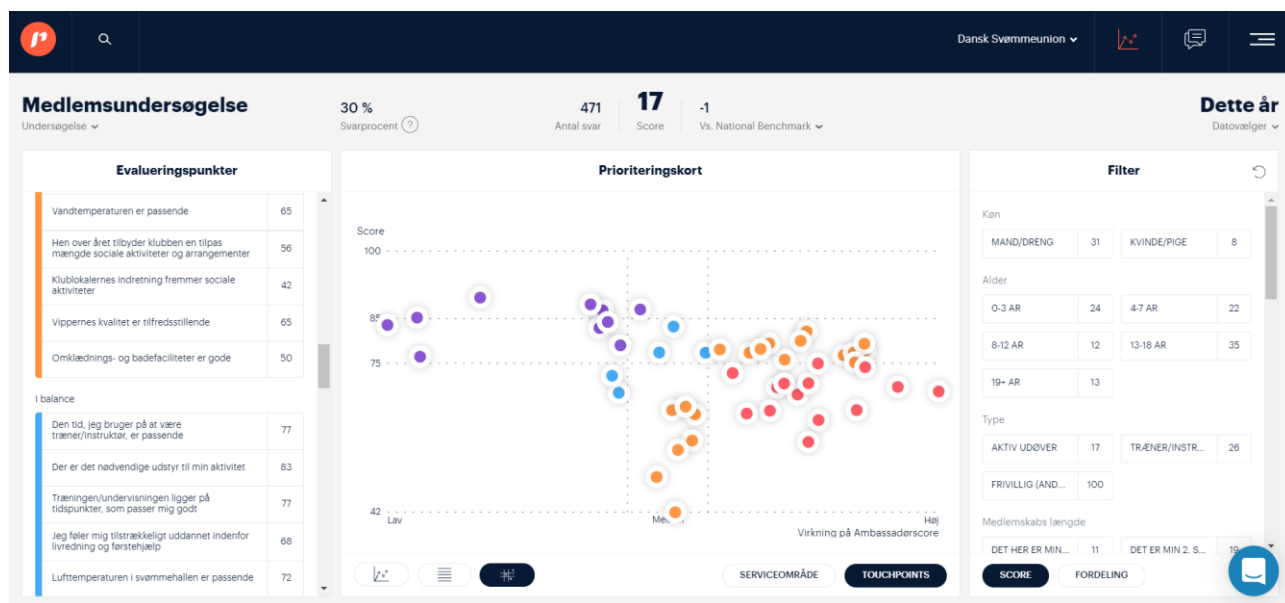 Dansk Svømmeunion
Medlemsundersøgelse
Undersøgelse
30 %
Svarprocent ?
471
Antal svar
17
Score
-1
Vs. National Benchmark
Dette år
Datovælger
Evalueringspunkter
Vandtemperaturen er passende 65
Hen over året tilbyder klubben en tilpas
mængde sociale aktiviteter og arrangementer 56
Klublokalernes indretning fremmer sociale
aktiviteter 42
Vippernes kvalitet er tilfredsstillende 65
Omklædnings- og badefaciliteter er gode 50
I balance
Den tid, jeg bruger på at være
træner/instruktør, er passende 77
Der er det nødvendige udstyr til min aktivitet 83
Træningen/undervisningen ligger på
tidspunkter, som passer mig godt 77
Jeg føler mig tilstrækkeligt uddannet indenfor
livredning og førstehjælp 68
Lufttemperaturen i svømmehallen er passende 72
Prioriteringskort
Score
100
85
75
42
Lav
Høj
Virkning på Ambassadørscore
SERVICEOMRÅDE
TOUCHPOINTS
Filter
Køn
MAND/DRENG 31 KVINDE/PIGE 8
Alder
0-3 AR 24 4-7 AR 22
8-12 AR 12 13-18 AR 35
19+ AR 13
Type
AKTIV UDØVER 17 TRÆNER/INSTR... 26
FRIVILLIG (AND... 100
Medlemskabs længde
DET HER ER MIN... 11 DET ER MIN 2. S... 19
SCORE
FORDELING